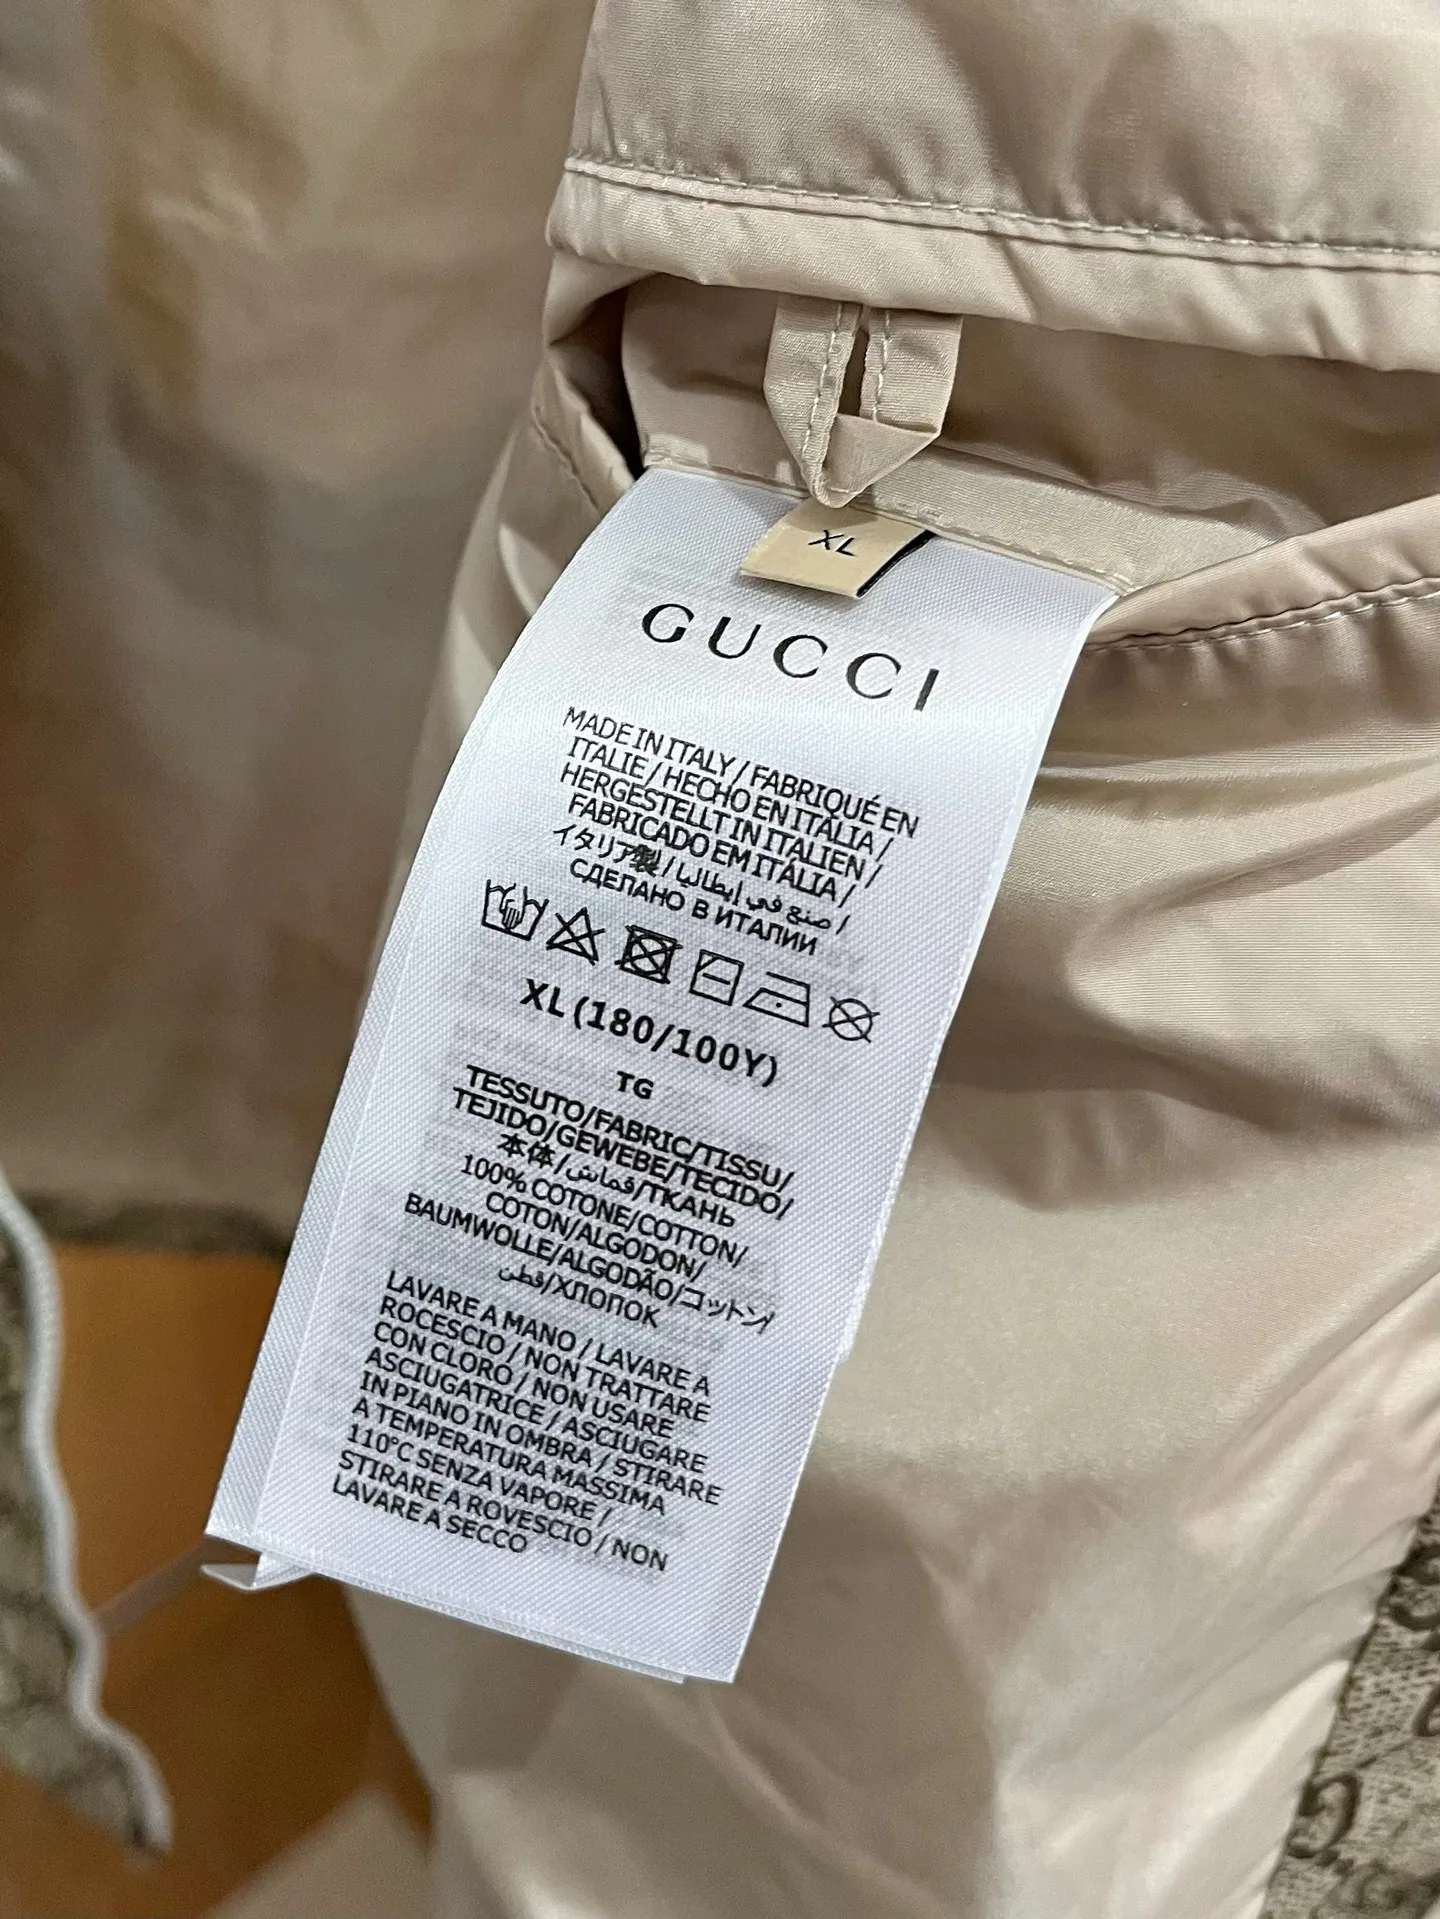 XL
GUCCI
MADE IN ITALY / FABRIQUÉ EN
ITALIE / HECHO EN ITALIA /
HERGESTELLT IN ITALIEN /
FABRICADO EM ITÁLIA /
イタリア製 / صنع في إيطاليا /
СДЕЛАНО В ИТАЛИИ
XL (180/100Y)
TG
TESSUTO/FABRIC/TISSU/
TEJIDO/GEWEBE/TECIDO/
本体/قماش/ТКАНЬ
100% COTONE/COTTON/
COTON/ALGODON/
BAUMWOLLE/ALGODÃO/コットン/
قطن/ХЛОПОК
LAVARE A MANO / LAVARE A
ROCESCIO / NON TRATTARE
CON CLORO / NON USARE
ASCIUGATRICE / ASCIUGARE
IN PIANO IN OMBRA / STIRARE
A TEMPERATURA MASSIMA
110°C SENZA VAPORE /
STIRARE A ROVESCIO / NON
LAVARE A SECCO